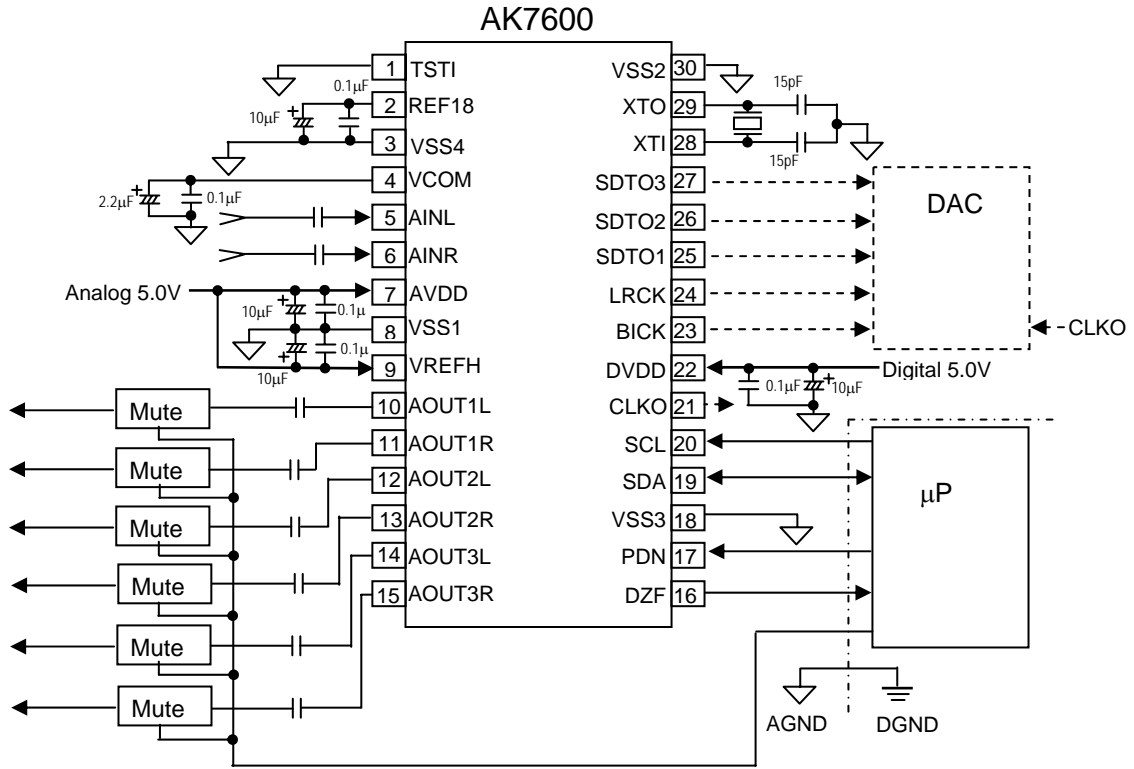 AK7600
1 TSTI
2 REF18
3 VSS4
4 VCOM
5 AINL
6 AINR
7 AVDD
8 VSS1
9 VREFH
10 AOUT1L
11 AOUT1R
12 AOUT2L
13 AOUT2R
14 AOUT3L
15 AOUT3R
VSS2 30
XTO 29
XTI 28
SDTO3 27
SDTO2 26
SDTO1 25
LRCK 24
BICK 23
DVDD 22
CLKO 21
SCL 20
SDA 19
VSS3 18
PDN 17
DZF 16
0.1µF
10µF +
2.2µF +
0.1µF
Analog 5.0V
10µF +
0.1µ
+
0.1µ
10µF
Mute
Mute
Mute
Mute
Mute
Mute
15pF
15pF
DAC
CLKO
Digital 5.0V
0.1µF
+ 10µF
µP
AGND
DGND